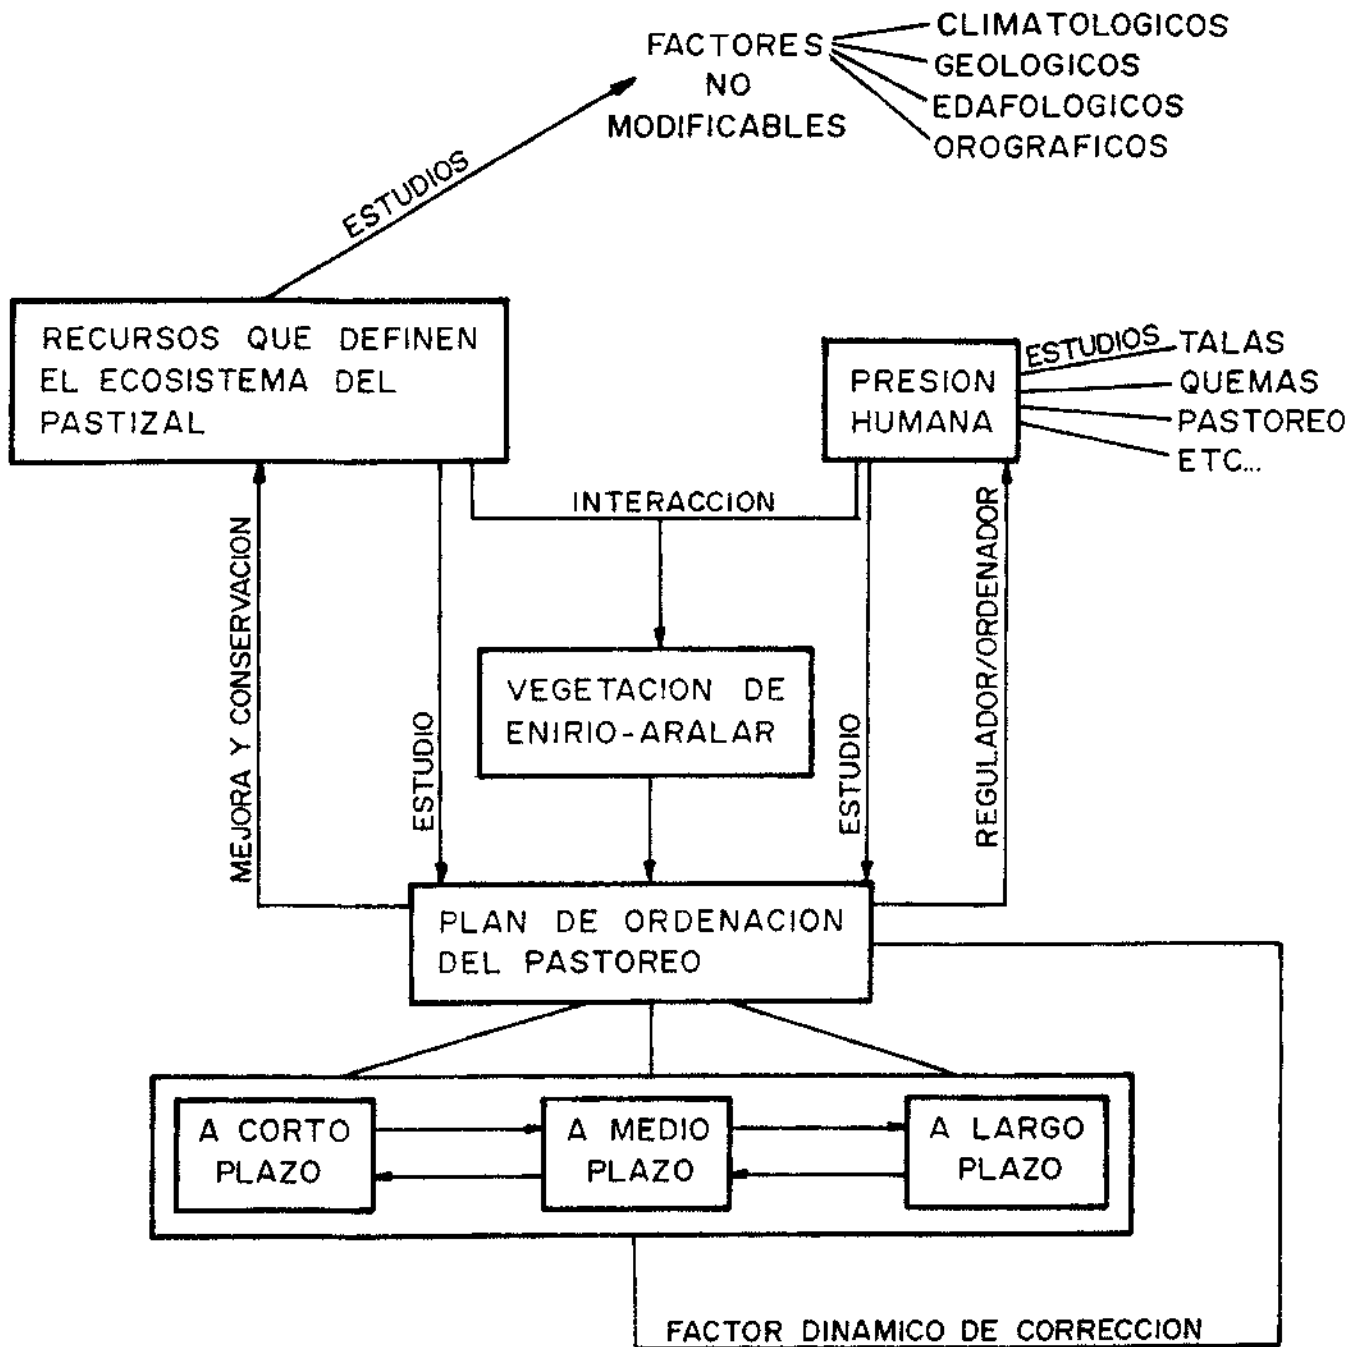 FACTORES
NO
MODIFICABLES
CLIMATOLOGICOS
GEOLOGICOS
EDAFOLOGICOS
OROGRAFICOS
ESTUDIOS
RECURSOS QUE DEFINEN
EL ECOSISTEMA DEL
PASTIZAL
PRESION
HUMANA
ESTUDIOS
TALAS
QUEMAS
PASTOREO
ETC...
INTERACCION
MEJORA Y CONSERVACION
ESTUDIO
VEGETACION DE
ENIRIO-ARALAR
ESTUDIO
REGULADOR/ORDENADOR
PLAN DE ORDENACION
DEL PASTOREO
A CORTO
PLAZO
A MEDIO
PLAZO
A LARGO
PLAZO
FACTOR DINAMICO DE CORRECCION